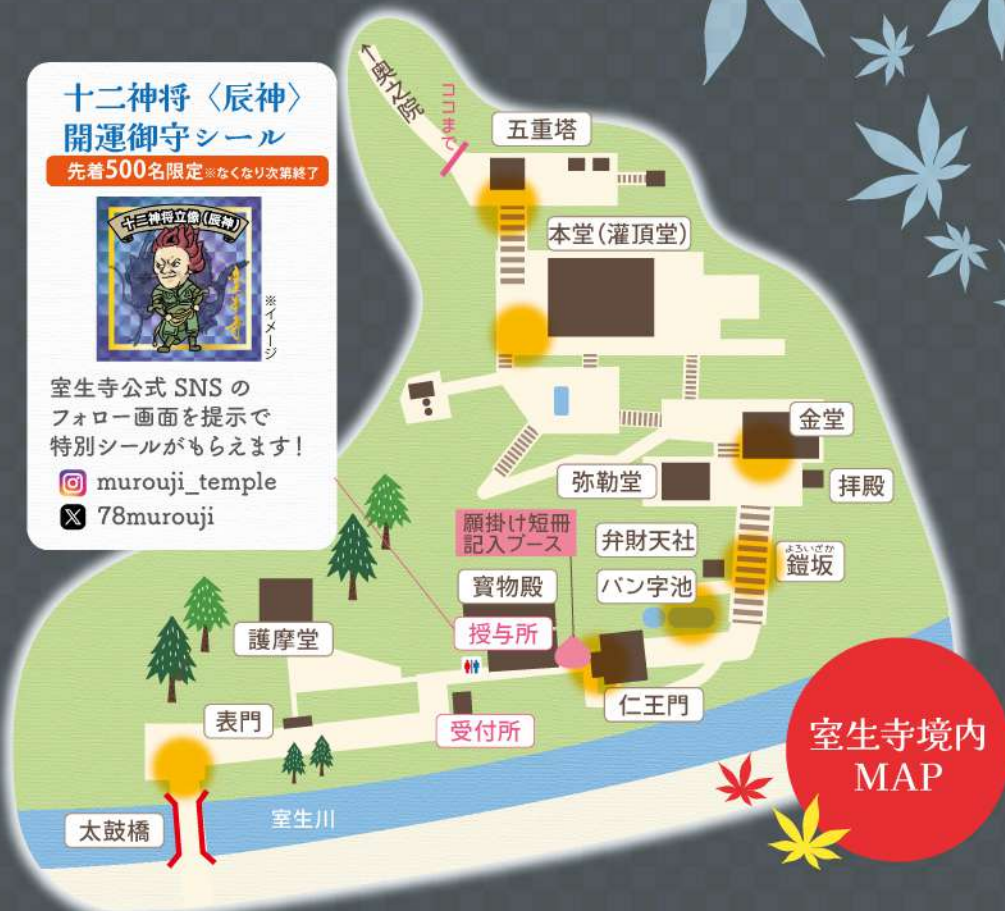 十二神将〈辰神〉
開運御守シール
先着500名限定※なくなり次第終了
十二神将立像(辰神)
室生寺
※イメージ
室生寺公式 SNS の
フォロー画面を提示で
特別シールがもらえます!
murouji_temple
78murouji
↑奥之院
ココまで
五重塔
本堂(灌頂堂)
金堂
弥勒堂
拝殿
願掛け短冊
記入ブース
弁財天社
よろいざか
鎧坂
寳物殿
バン字池
護摩堂
授与所
仁王門
表門
受付所
太鼓橋
室生川
室生寺境内
MAP